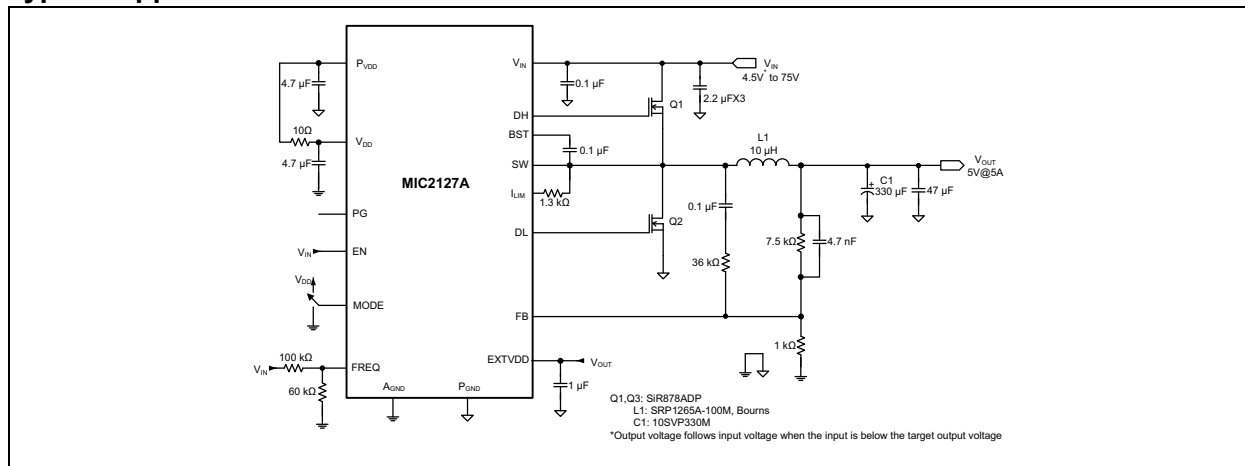 MIC2127A
P_VDD
4.7 µF
10Ω
V_DD
4.7 µF
PG
V_IN
EN
V_DD
MODE
100 kΩ
V_IN
FREQ
60 kΩ
A_GND
P_GND
V_IN
DH
BST
SW
I_LIM
DL
FB
EXTVDD
0.1 µF
V_IN
4.5V* to 75V
2.2 µFX3
Q1
0.1 µF
1.3 kΩ
Q2
L1
10 µH
0.1 µF
36 kΩ
7.5 kΩ
4.7 nF
1 kΩ
C1
330 µF
+
47 µF
V_OUT
5V@5A
V_OUT
1 µF
Q1,Q3: SiR878ADP
L1: SRP1265A-100M, Bourns
C1: 10SVP330M
*Output voltage follows input voltage when the input is below the target output voltage